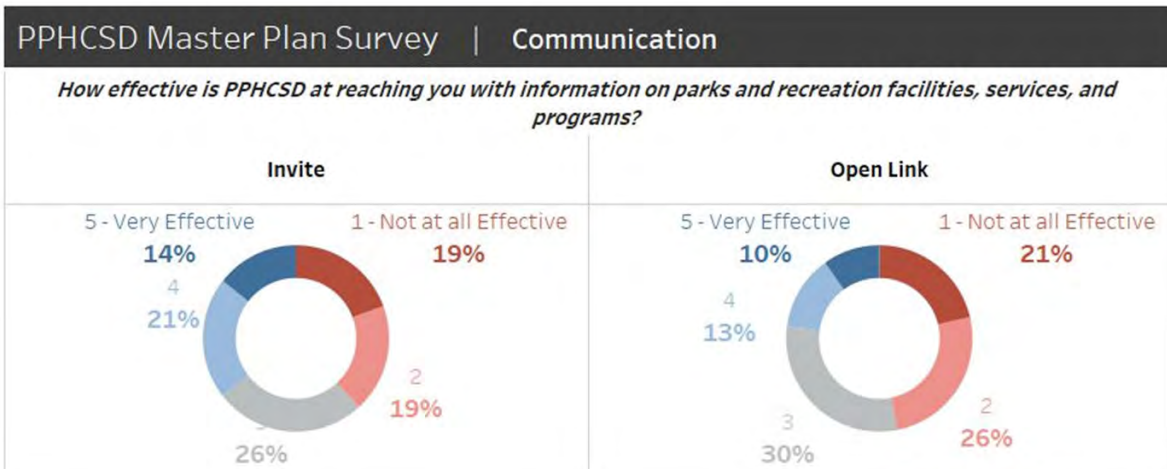 PPHCSD Master Plan Survey | Communication
How effective is PPHCSD at reaching you with information on parks and recreation facilities, services, and
programs?
Invite
Open Link
5 - Very Effective
14%
1 - Not at all Effective
19%
4
21%
2
19%
26%
5 - Very Effective
10%
1 - Not at all Effective
21%
4
13%
2
26%
3
30%